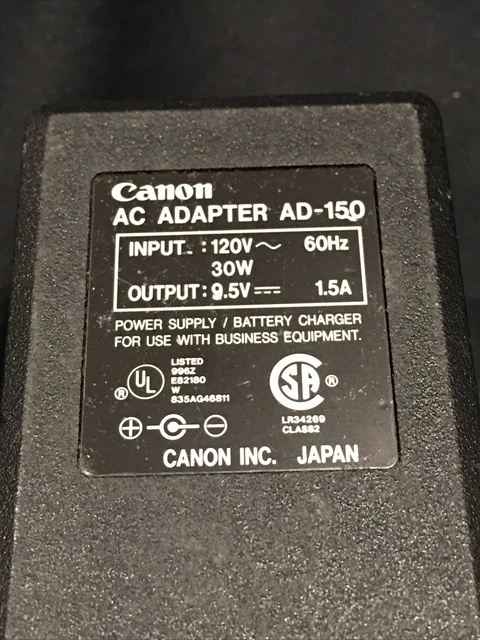 Canon
AC ADAPTER AD-150
INPUT : 120V～ 60Hz
30W
OUTPUT : 9.5V⎓ 1.5A
POWER SUPPLY / BATTERY CHARGER
FOR USE WITH BUSINESS EQUIPMENT.
LISTED
996Z
E82180
W
835AG46811
UL ®
SA ®
LR34269
CLASS2
CANON INC. JAPAN